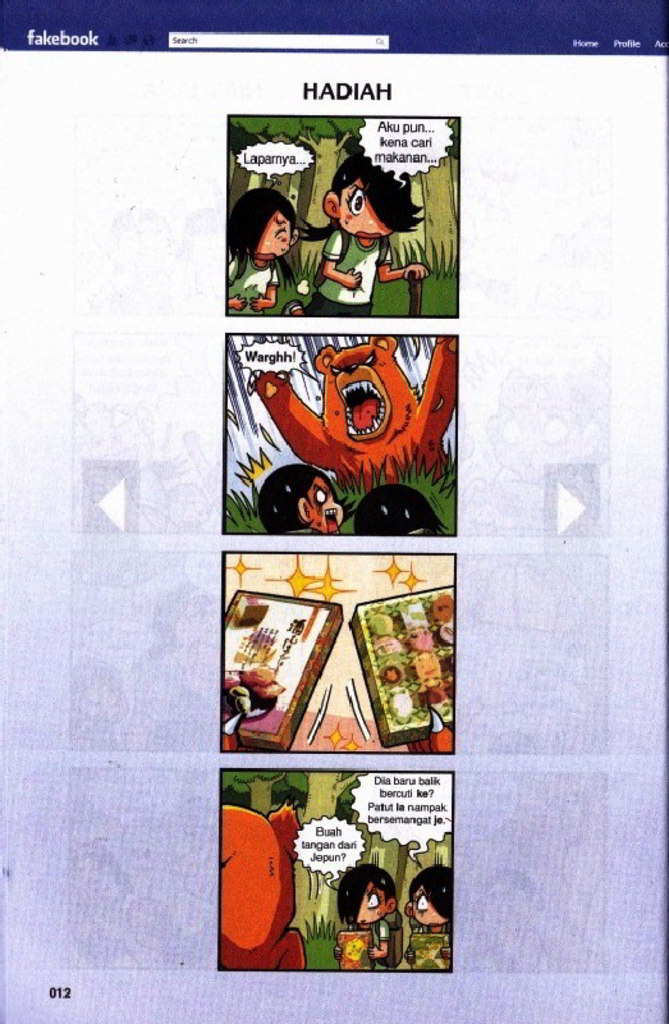 fakebook
Search
Home Profile Acc
HADIAH
Laparnya...
Aku pun...
kena cari
makanan...
Warghh!
Dia baru balik
bercuti ke?
Patut la nampak
bersemangat je.
Buah
tangan dari
Jepun?
012